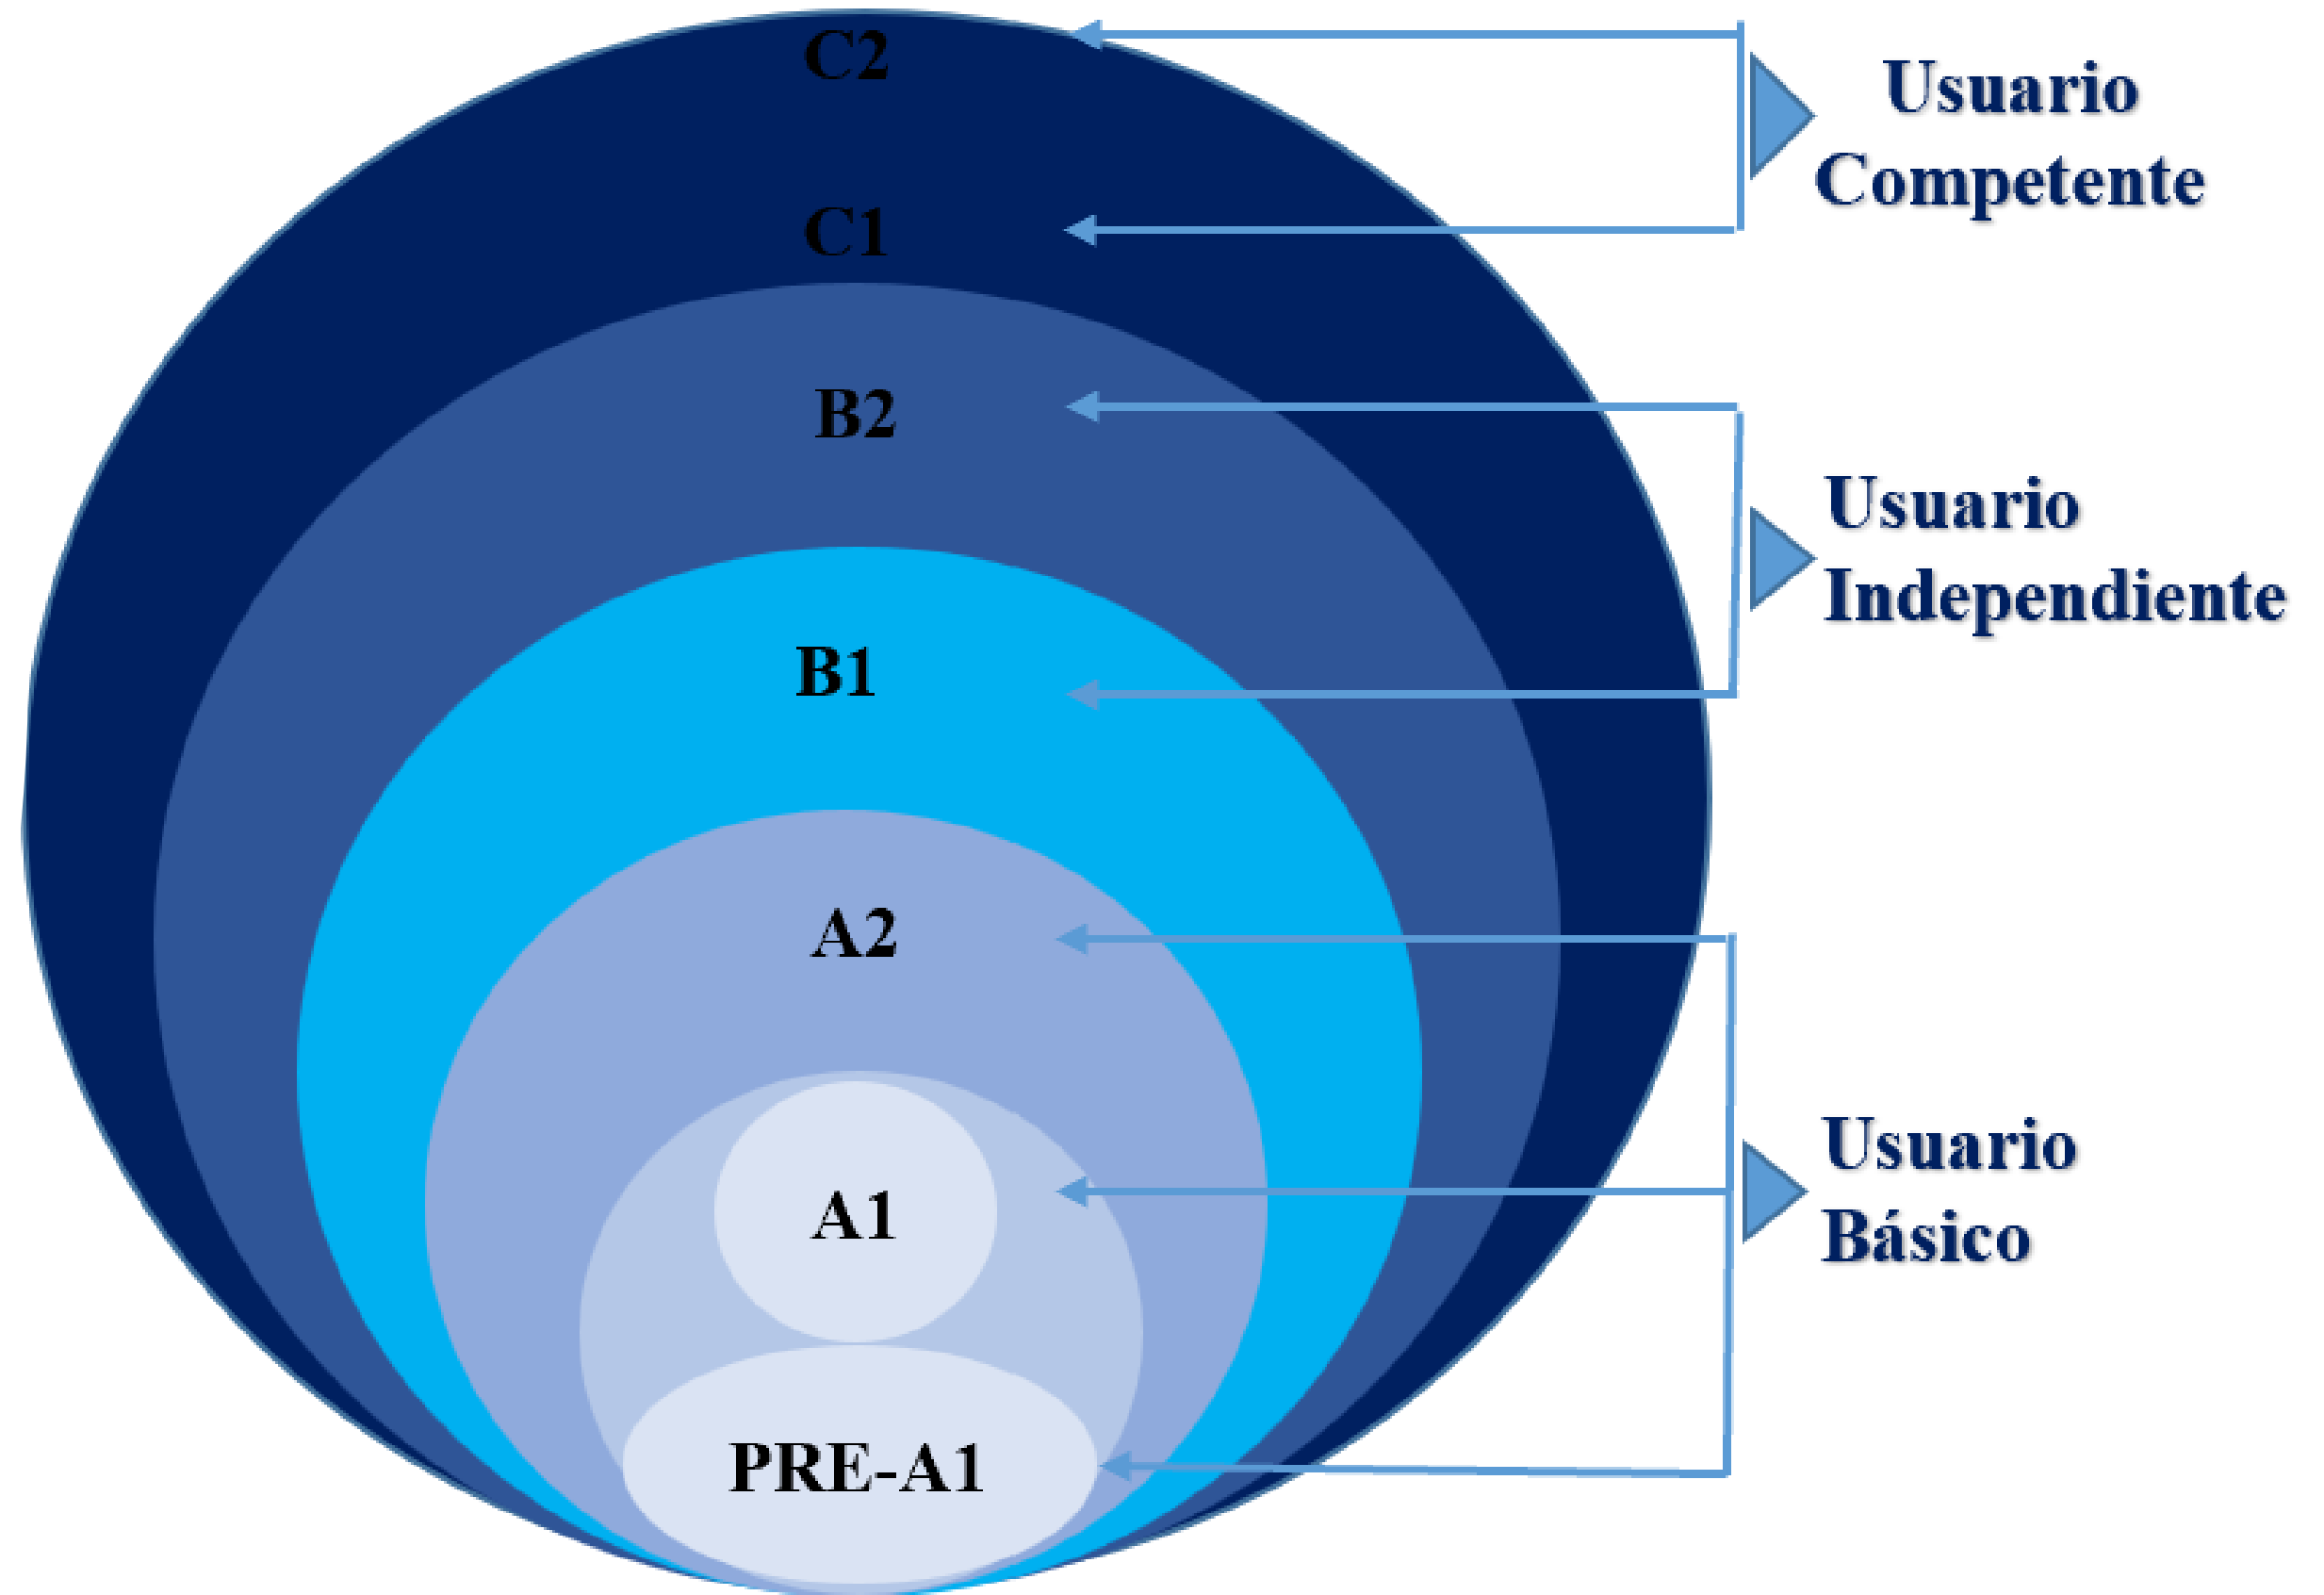 C2
C1
B2
B1
A2
A1
PRE-A1
Usuario
Competente
Usuario
Independiente
Usuario
Básico